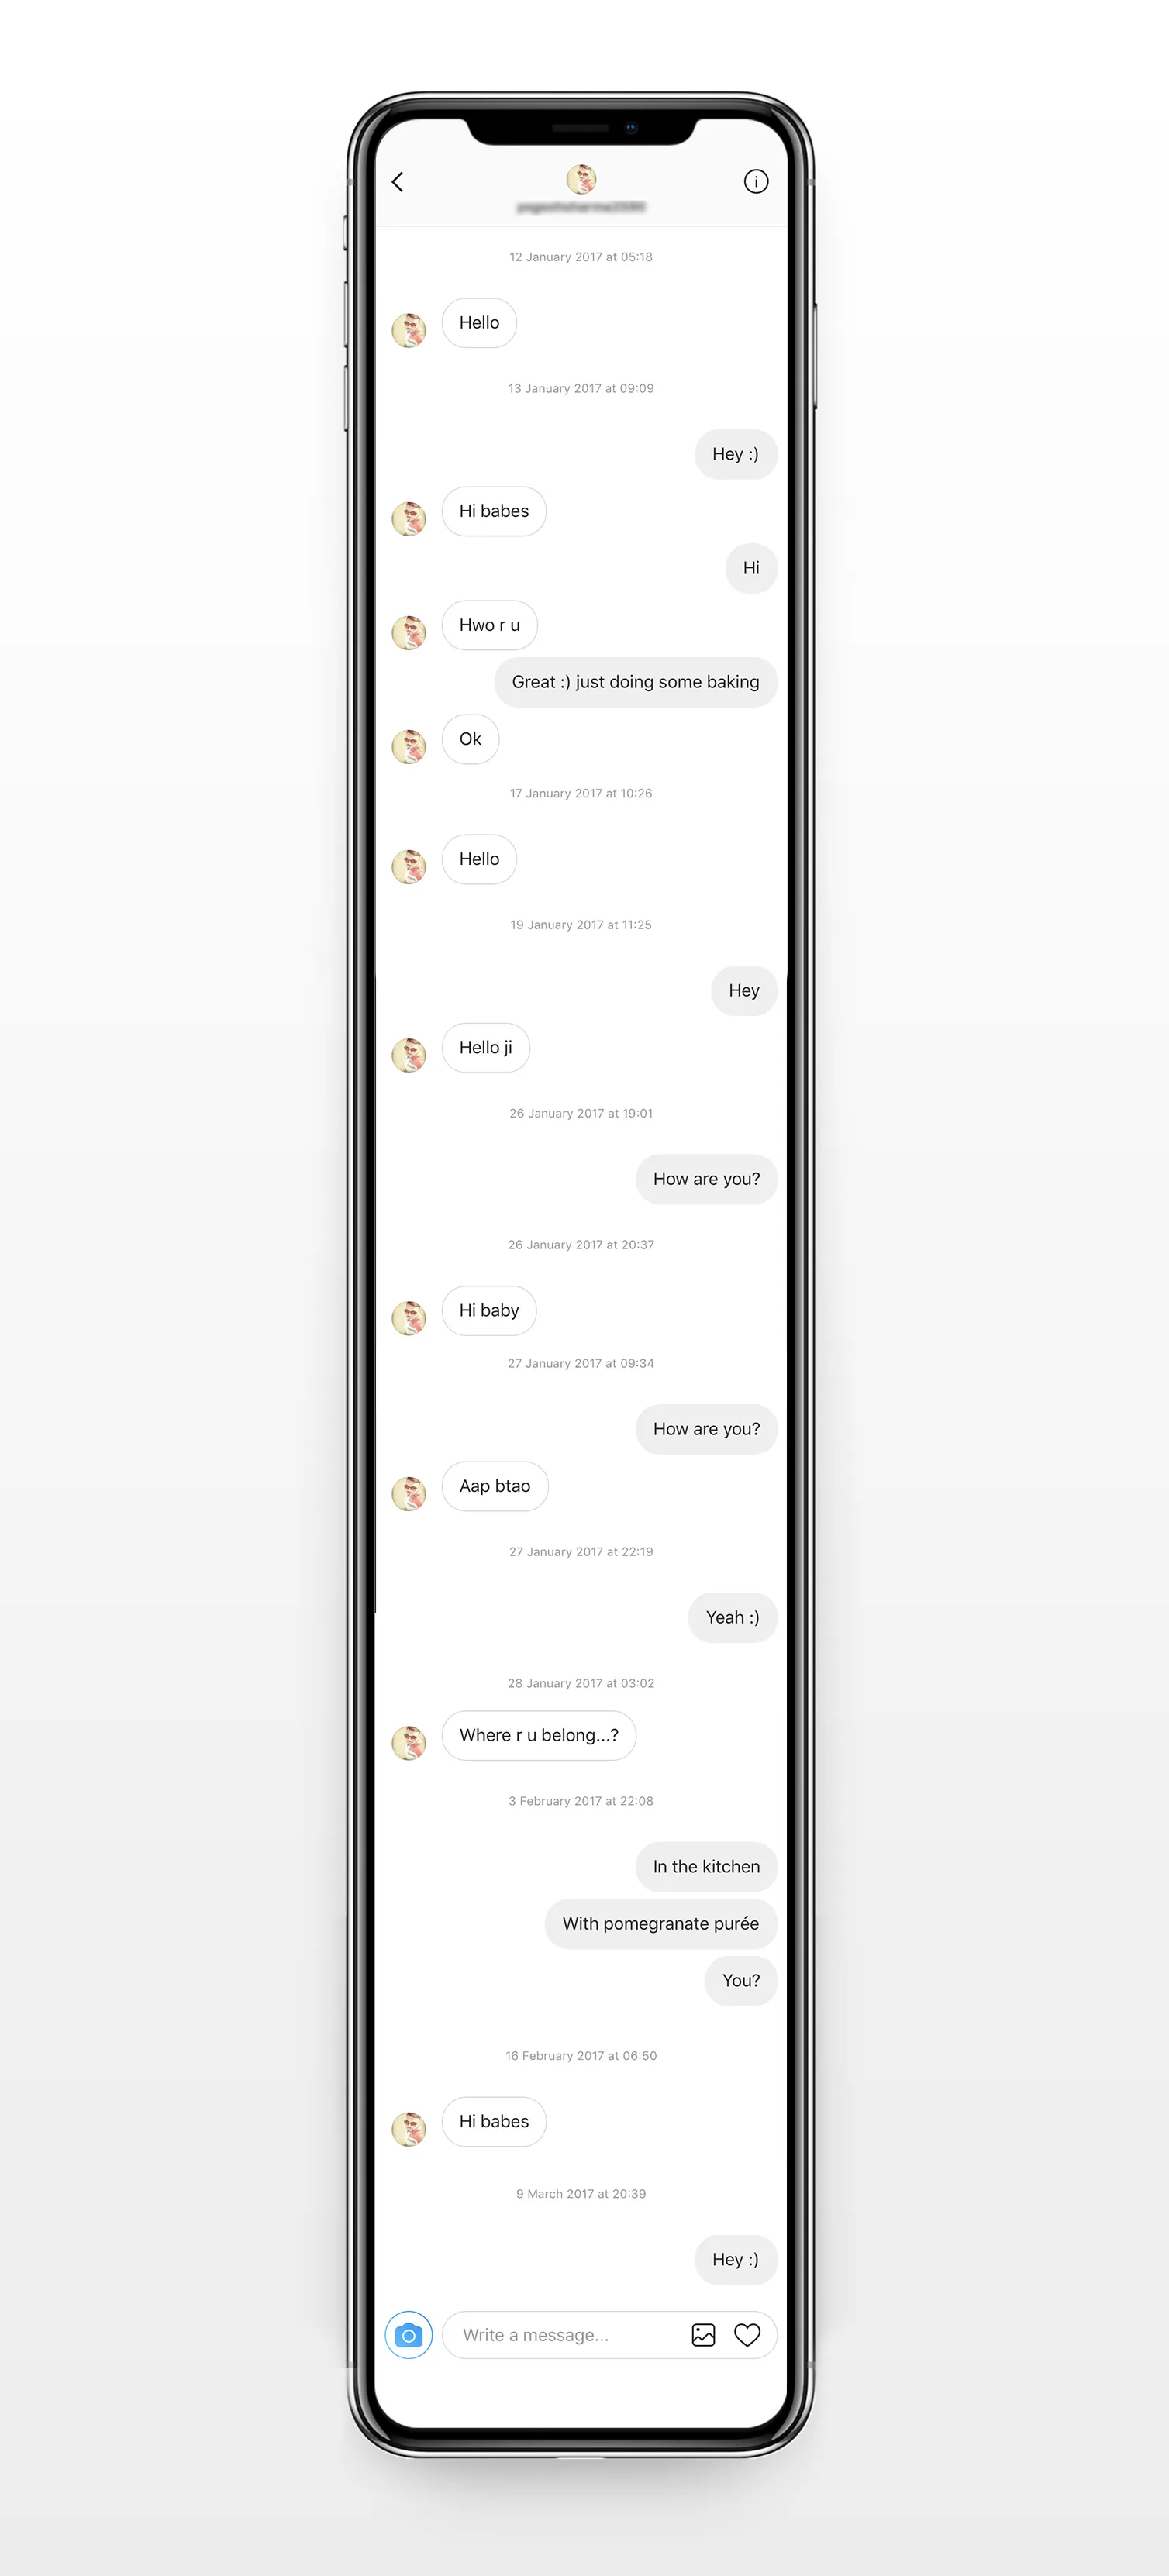 12 January 2017 at 05:18
Hello
13 January 2017 at 09:09
Hey :)
Hi babes
Hi
Hwo r u
Great :) just doing some baking
Ok
17 January 2017 at 10:26
Hello
19 January 2017 at 11:25
Hey
Hello ji
26 January 2017 at 19:01
How are you?
26 January 2017 at 20:37
Hi baby
27 January 2017 at 09:34
How are you?
Aap btao
27 January 2017 at 22:19
Yeah :)
28 January 2017 at 03:02
Where r u belong...?
3 February 2017 at 22:08
In the kitchen
With pomegranate purée
You?
16 February 2017 at 06:50
Hi babes
9 March 2017 at 20:39
Hey :)
Write a message...